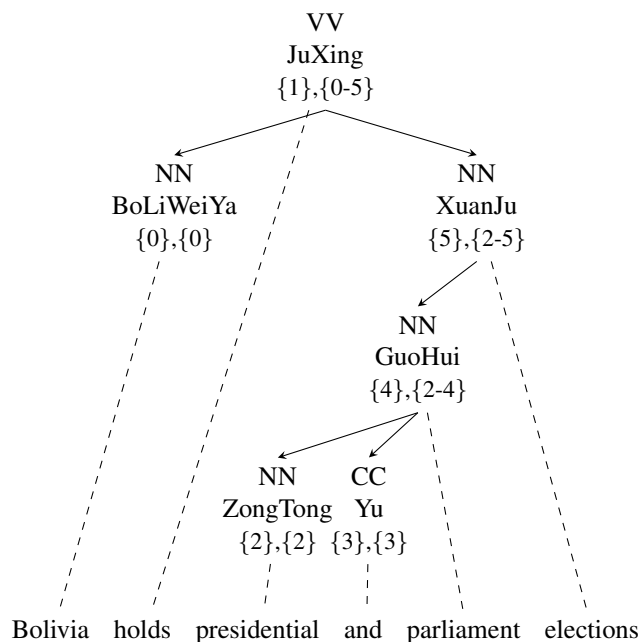 VV
JuXing
{1},{0-5}
NN NN
BoLiWeiYa XuanJu
{0},{0} {5},{2-5}
NN
GuoHui
{4},{2-4}
NN CC
ZongTong Yu
{2},{2} {3},{3}
Bolivia holds presidential and parliament elections